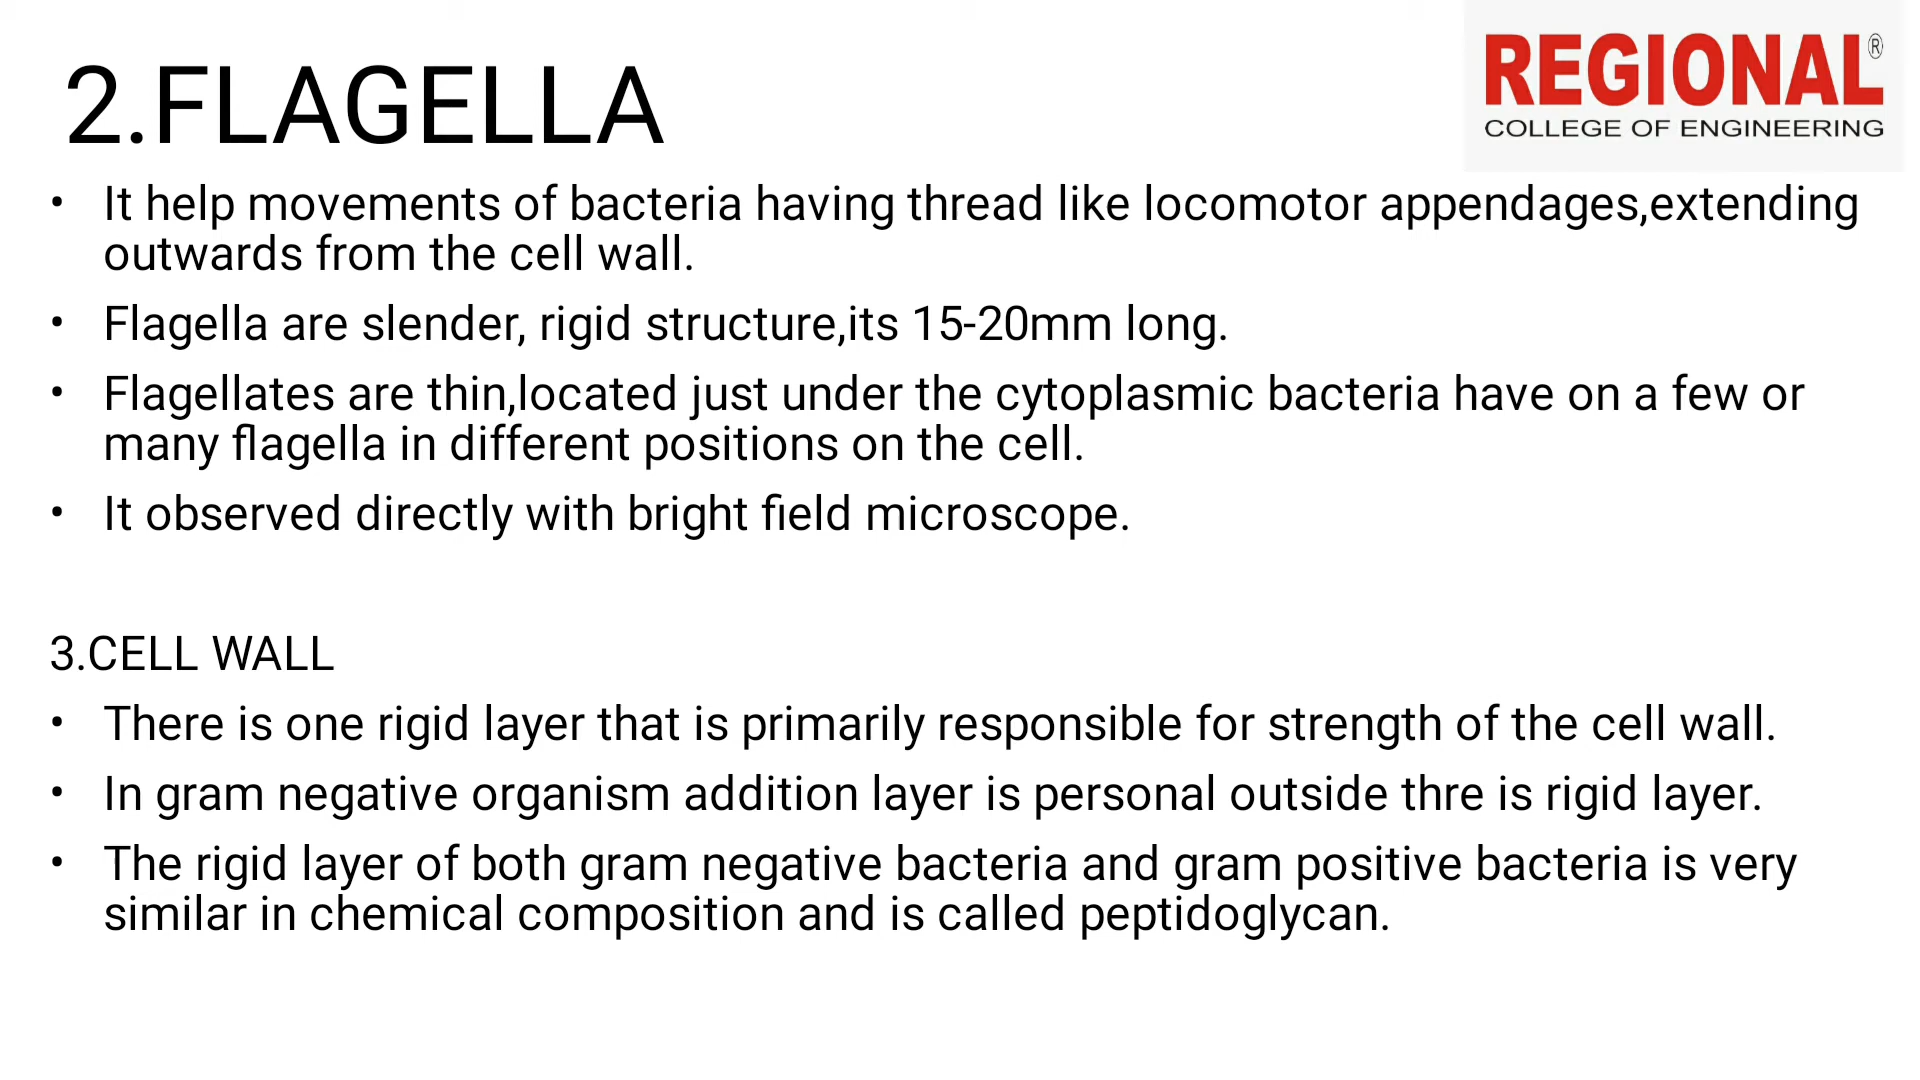 REGIONAL®
COLLEGE OF ENGINEERING
2.FLAGELLA
• It help movements of bacteria having thread like locomotor appendages,extending
outwards from the cell wall.
• Flagella are slender, rigid structure,its 15-20mm long.
• Flagellates are thin,located just under the cytoplasmic bacteria have on a few or
many flagella in different positions on the cell.
• It observed directly with bright field microscope.
3.CELL WALL
• There is one rigid layer that is primarily responsible for strength of the cell wall.
• In gram negative organism addition layer is personal outside thre is rigid layer.
• The rigid layer of both gram negative bacteria and gram positive bacteria is very
similar in chemical composition and is called peptidoglycan.